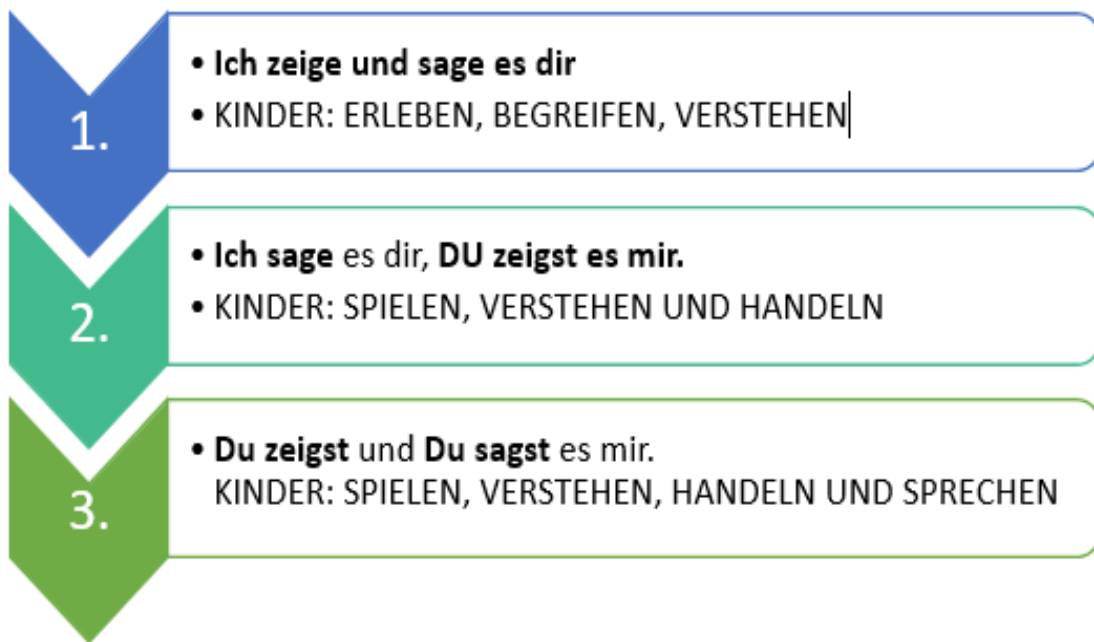 1.
• Ich zeige und sage es dir
• KINDER: ERLEBEN, BEGREIFEN, VERSTEHEN
2.
• Ich sage es dir, DU zeigst es mir.
• KINDER: SPIELEN, VERSTEHEN UND HANDELN
3.
• Du zeigst und Du sagst es mir.
KINDER: SPIELEN, VERSTEHEN, HANDELN UND SPRECHEN